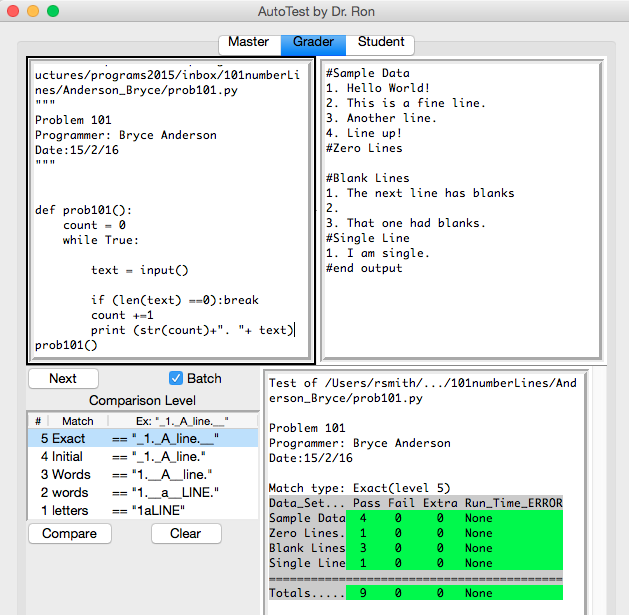 AutoTest by Dr. Ron
Master Grader Student
uctures/programs2015/inbox/101numberLi
nes/Anderson_Bryce/prob101.py
"""
Problem 101
Programmer: Bryce Anderson
Date:15/2/16
"""
def prob101():
    count = 0
    while True:
        text = input()
        if (len(text) ==0):break
        count +=1
        print (str(count)+". "+ text)
prob101()
#Sample Data
1. Hello World!
2. This is a fine line.
3. Another line.
4. Line up!
#Zero Lines
#Blank Lines
1. The next line has blanks
2.
3. That one had blanks.
#Single Line
1. I am single.
#end output
Next Batch
Comparison Level
# Match Ex: "_1._A_line.__"
5 Exact == "_1._A_line.__"
4 Initial == "_1._A_line."
3 Words == "1.__A__line."
2 words == "1.__a__LINE."
1 letters == "1aLINE"
Compare Clear
Test of /Users/rsmith/.../101numberLines/And
erson_Bryce/prob101.py
Problem 101
Programmer: Bryce Anderson
Date:15/2/16
Match type: Exact(level 5)
Data_Set... Pass Fail Extra Run_Time_ERROR
Sample Data 4 0 0 None
Zero Lines. 1 0 0 None
Blank Lines 3 0 0 None
Single Line 1 0 0 None
==========================================
Totals..... 9 0 0 None